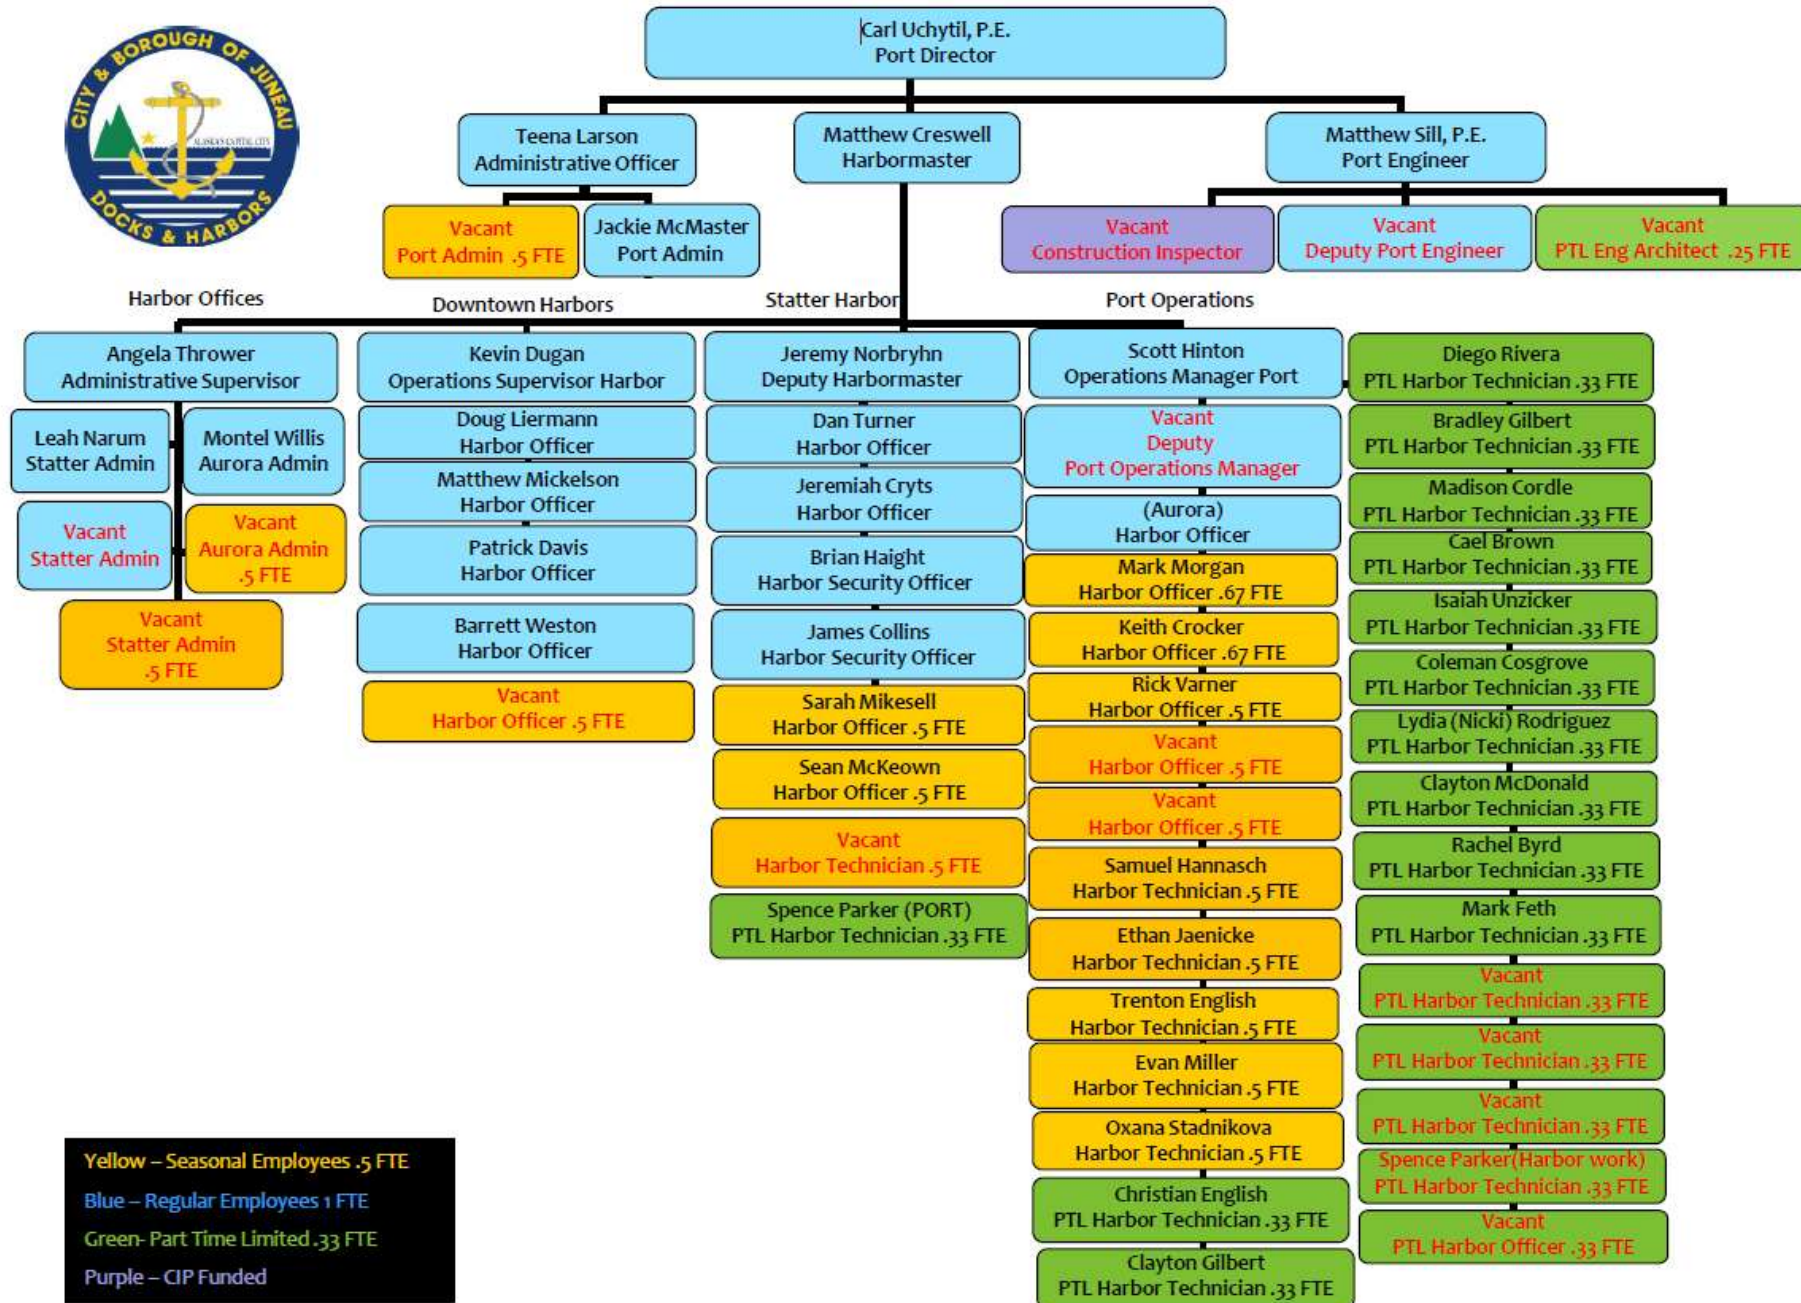 CITY & BOROUGH OF JUNEAU
ALASKA'S CAPITAL CITY
DOCKS & HARBORS
Carl Uchytil, P.E.
Port Director
Teena Larson
Administrative Officer
Matthew Creswell
Harbormaster
Matthew Sill, P.E.
Port Engineer
Vacant
Port Admin .5 FTE
Jackie McMaster
Port Admin
Vacant
Construction Inspector
Vacant
Deputy Port Engineer
Vacant
PTL Eng Architect .25 FTE
Harbor Offices
Downtown Harbors
Statter Harbor
Port Operations
Angela Thrower
Administrative Supervisor
Leah Narum
Statter Admin
Montel Willis
Aurora Admin
Vacant
Statter Admin
Vacant
Aurora Admin
.5 FTE
Vacant
Statter Admin
.5 FTE
Kevin Dugan
Operations Supervisor Harbor
Doug Liermann
Harbor Officer
Matthew Mickelson
Harbor Officer
Patrick Davis
Harbor Officer
Barrett Weston
Harbor Officer
Vacant
Harbor Officer .5 FTE
Jeremy Norbryhn
Deputy Harbormaster
Dan Turner
Harbor Officer
Jeremiah Cryts
Harbor Officer
Brian Haight
Harbor Security Officer
James Collins
Harbor Security Officer
Sarah Mikesell
Harbor Officer .5 FTE
Sean McKeown
Harbor Officer .5 FTE
Vacant
Harbor Technician .5 FTE
Spence Parker (PORT)
PTL Harbor Technician .33 FTE
Scott Hinton
Operations Manager Port
Vacant
Deputy
Port Operations Manager
(Aurora)
Harbor Officer
Mark Morgan
Harbor Officer .67 FTE
Keith Crocker
Harbor Officer .67 FTE
Rick Varner
Harbor Officer .5 FTE
Vacant
Harbor Officer .5 FTE
Vacant
Harbor Officer .5 FTE
Samuel Hannasch
Harbor Technician .5 FTE
Ethan Jaenicke
Harbor Technician .5 FTE
Trenton English
Harbor Technician .5 FTE
Evan Miller
Harbor Technician .5 FTE
Oxana Stadnikova
Harbor Technician .5 FTE
Christian English
PTL Harbor Technician .33 FTE
Clayton Gilbert
PTL Harbor Technician .33 FTE
Diego Rivera
PTL Harbor Technician .33 FTE
Bradley Gilbert
PTL Harbor Technician .33 FTE
Madison Cordle
PTL Harbor Technician .33 FTE
Cael Brown
PTL Harbor Technician .33 FTE
Isaiah Unzicker
PTL Harbor Technician .33 FTE
Coleman Cosgrove
PTL Harbor Technician .33 FTE
Lydia (Nicki) Rodriguez
PTL Harbor Technician .33 FTE
Clayton McDonald
PTL Harbor Technician .33 FTE
Rachel Byrd
PTL Harbor Technician .33 FTE
Mark Feth
PTL Harbor Technician .33 FTE
Vacant
PTL Harbor Technician .33 FTE
Vacant
PTL Harbor Technician .33 FTE
Vacant
PTL Harbor Technician .33 FTE
Spence Parker(Harbor work)
PTL Harbor Technician .33 FTE
Vacant
PTL Harbor Officer .33 FTE
Yellow – Seasonal Employees .5 FTE
Blue – Regular Employees 1 FTE
Green- Part Time Limited .33 FTE
Purple – CIP Funded